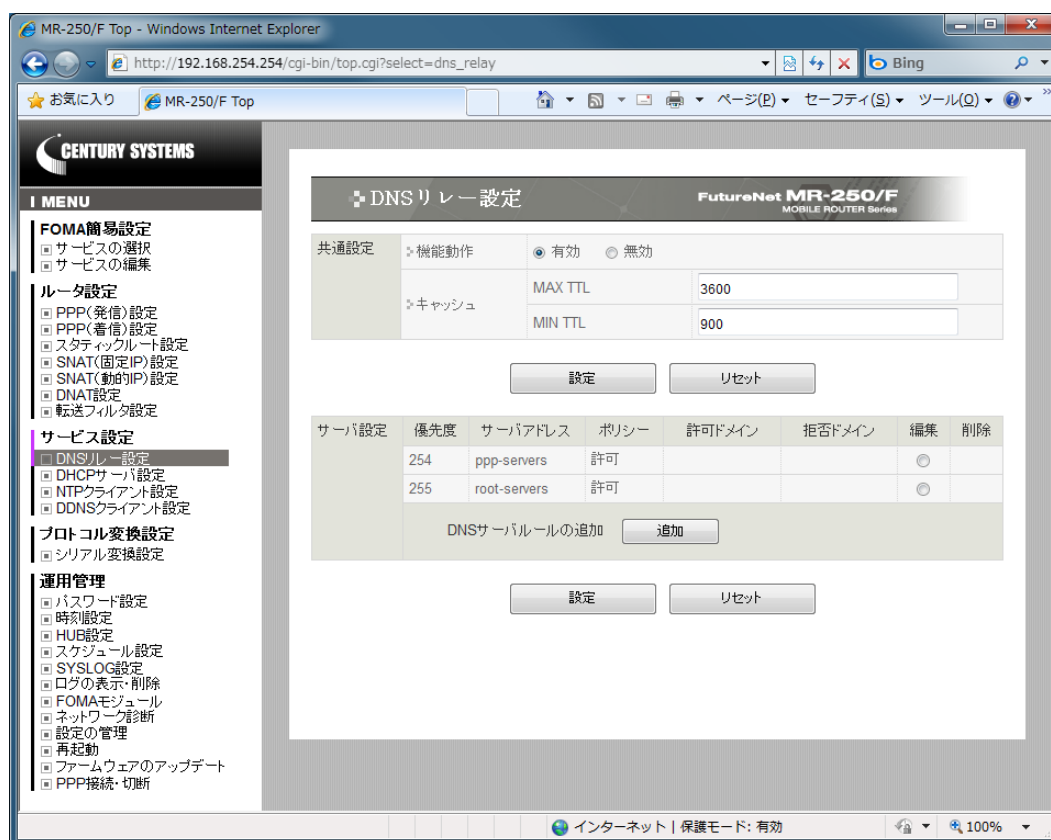 MR-250/F Top - Windows Internet Explorer
http://192.168.254.254/cgi-bin/top.cgi?select=dns_relay
Bing
お気に入り
MR-250/F Top
ページ(P)
セーフティ(S)
ツール(O)
CENTURY SYSTEMS
MENU
FOMA簡易設定
サービスの選択
サービスの編集
ルータ設定
PPP(発信)設定
PPP(着信)設定
スタティックルート設定
SNAT(固定IP)設定
SNAT(動的IP)設定
DNAT設定
転送フィルタ設定
サービス設定
DNSリレー設定
DHCPサーバ設定
NTPクライアント設定
DDNSクライアント設定
プロトコル変換設定
シリアル変換設定
運用管理
パスワード設定
時刻設定
HUB設定
スケジュール設定
SYSLOG設定
ログの表示・削除
FOMAモジュール
ネットワーク診断
設定の管理
再起動
ファームウェアのアップデート
PPP接続・切断
DNSリレー設定
FutureNet MR-250/F
MOBILE ROUTER Series
共通設定 機能動作 有効 無効
キャッシュ
MAX TTL 3600
MIN TTL 900
設定 リセット
サーバ設定 優先度 サーバアドレス ポリシー 許可ドメイン 拒否ドメイン 編集 削除
254 ppp-servers 許可
255 root-servers 許可
DNSサーバルールの追加 追加
設定 リセット
インターネット | 保護モード: 有効
100%